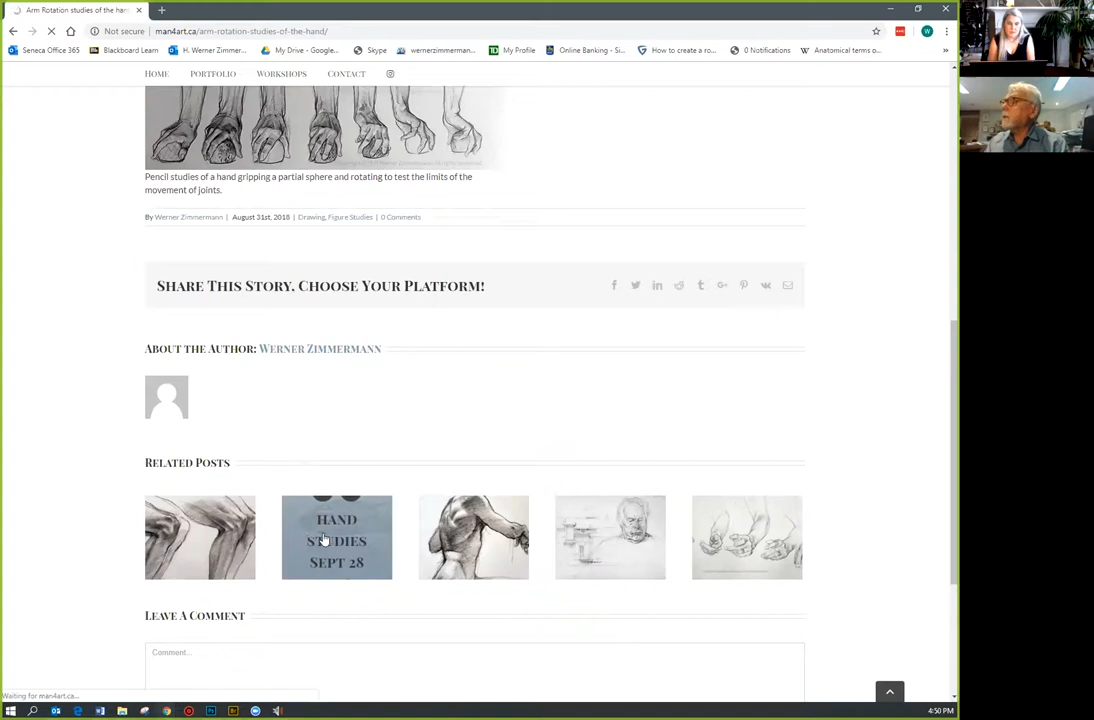 Arm Rotation studies of the han
Not secure | man4art.ca/arm-rotation-studies-of-the-hand/
Seneca Office 365 Blackboard Learn H. Werner Zimmer... My Drive - Google... Skype wernerzimmerman... My Profile Online Banking - Si... How to create a ro... 0 Notifications Anatomical terms o... »
Home Portfolio Workshops Contact
Pencil studies of a hand gripping a partial sphere and rotating to test the limits of the
movement of joints.
By Werner Zimmermann | August 31st, 2018 | Drawing, Figure Studies | 0 Comments
Share This Story, Choose Your Platform!
About the Author: Werner Zimmermann
Related Posts
Hand
Studies
Sept 28
Leave A Comment
Comment...
Waiting for man4art.ca...
4:50 PM